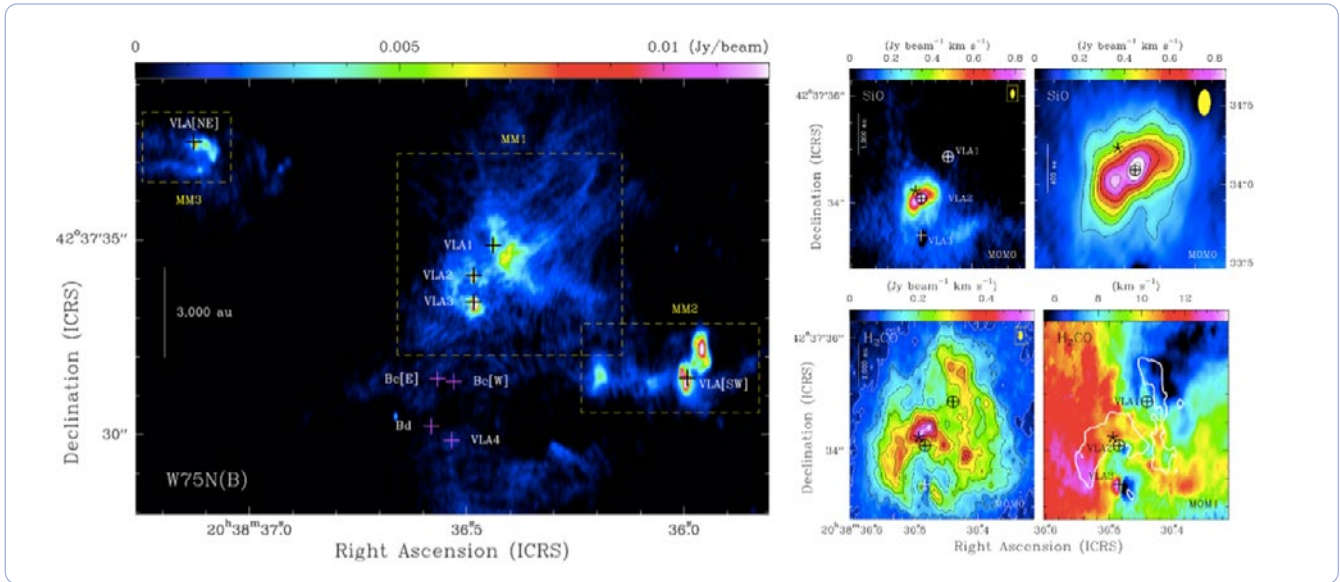 0 0.005 0.01 (Jy/beam)
VLA[NE]
MM3
MM1
VLA1
VLA2
VLA3
MM2
VLA[SW]
Bc[E] Bc[W]
Bd
VLA4
W75N(B)
3.000 au
42°37'35"
30"
Declination (ICRS)
20ʰ38ᵐ37ˢ.0 36.5 36.0
Right Ascension (ICRS)
(Jy beam⁻¹ km s⁻¹)
0 0.2 0.4 0.6 0.8
SiO
VLA1
VLA2
VLA3
MOM0
42°37'36"
34"
Declination (ICRS)
(Jy beam⁻¹ km s⁻¹)
0 0.2 0.4 0.6 0.8
SiO
MOM0
34"5
34"0
33"5
(Jy beam⁻¹ km s⁻¹)
0 0.2 0.4
H₂CO
MOM0
42°37'36"
34"
Declination (ICRS)
(km s⁻¹)
6 8 10 12
H₂CO
VLA1
VLA2
VLA3
MOM1
20ʰ38ᵐ36ˢ.6 36.5 36.4 36.6 36.5 36.4
Right Ascension (ICRS)